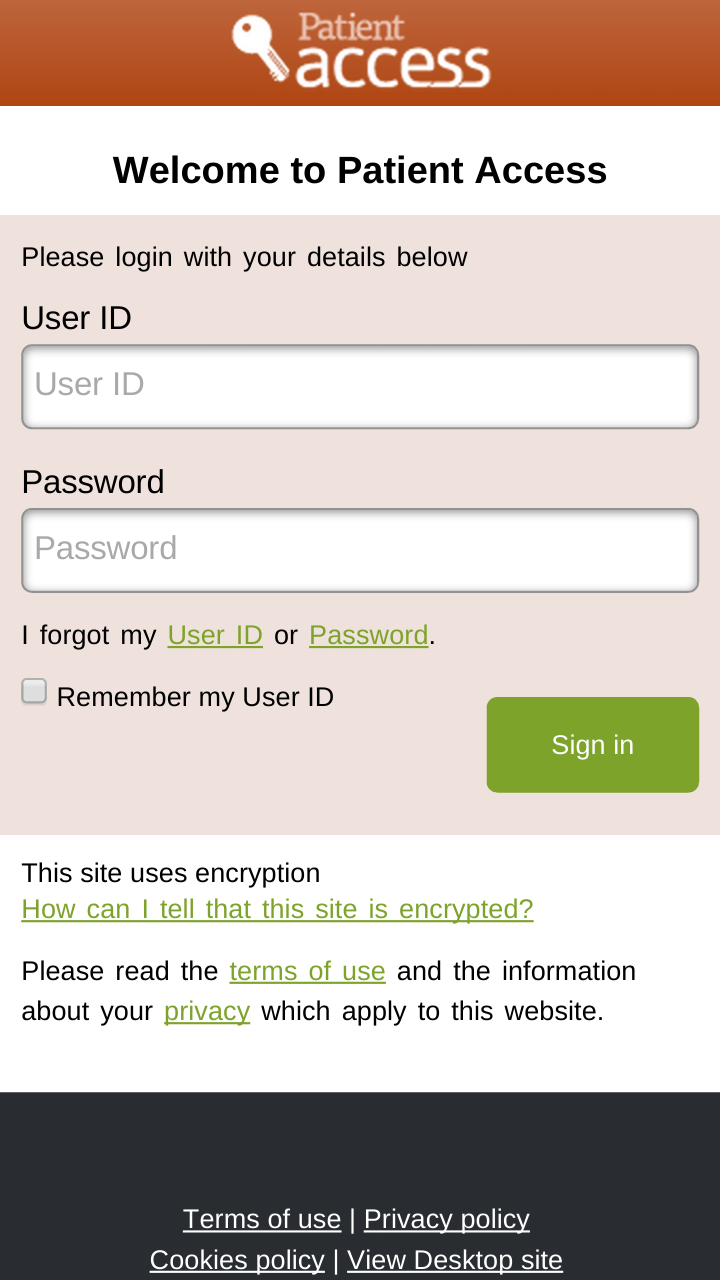 Patient
access
Welcome to Patient Access
Please login with your details below
User ID
User ID
Password
Password
I forgot my User ID or Password.
Remember my User ID
Sign in
This site uses encryption
How can I tell that this site is encrypted?
Please read the terms of use and the information
about your privacy which apply to this website.
Terms of use | Privacy policy
Cookies policy | View Desktop site